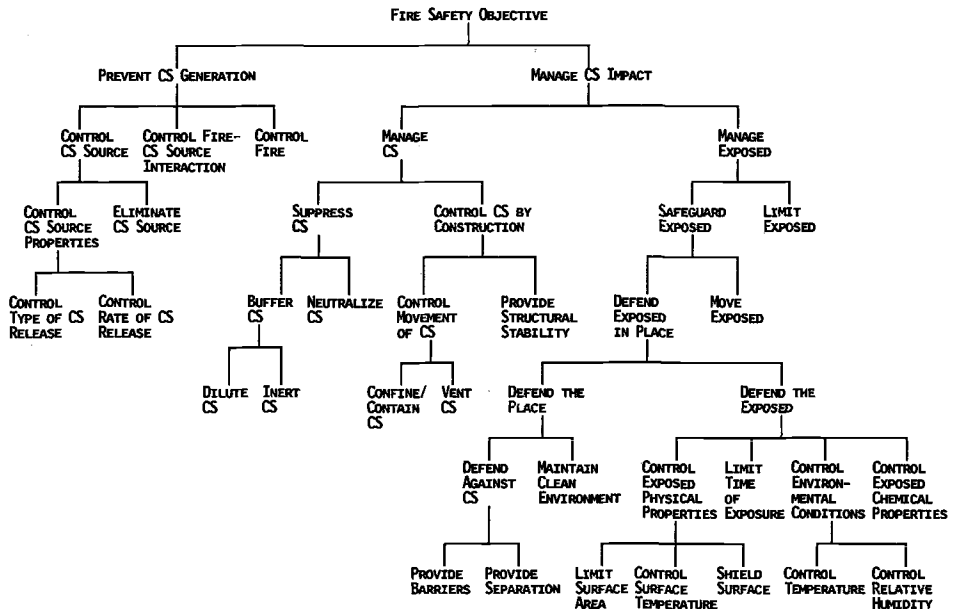 FIRE SAFETY OBJECTIVE
PREVENT CS GENERATION
MANAGE CS IMPACT
CONTROL
CS SOURCE
CONTROL FIRE-
CS SOURCE
INTERACTION
CONTROL
FIRE
MANAGE
CS
MANAGE
EXPOSED
CONTROL
CS SOURCE
PROPERTIES
ELIMINATE
CS SOURCE
SUPPRESS
CS
CONTROL CS BY
CONSTRUCTION
SAFEGUARD
EXPOSED
LIMIT
EXPOSED
CONTROL
TYPE OF CS
RELEASE
CONTROL
RATE OF CS
RELEASE
BUFFER
CS
NEUTRALIZE
CS
CONTROL
MOVEMENT
OF CS
PROVIDE
STRUCTURAL
STABILITY
DEFEND
EXPOSED
IN PLACE
MOVE
EXPOSED
DILUTE
CS
INERT
CS
CONFINE/
CONTAIN
CS
VENT
CS
DEFEND THE
PLACE
DEFEND THE
EXPOSED
DEFEND
AGAINST
CS
MAINTAIN
CLEAN
ENVIRONMENT
CONTROL
EXPOSED
PHYSICAL
PROPERTIES
LIMIT
TIME
OF
EXPOSURE
CONTROL
ENVIRON-
MENTAL
CONDITIONS
CONTROL
EXPOSED
CHEMICAL
PROPERTIES
PROVIDE
BARRIERS
PROVIDE
SEPARATION
LIMIT
SURFACE
AREA
CONTROL
SURFACE
TEMPERATURE
SHIELD
SURFACE
CONTROL
TEMPERATURE
CONTROL
RELATIVE
HUMIDITY